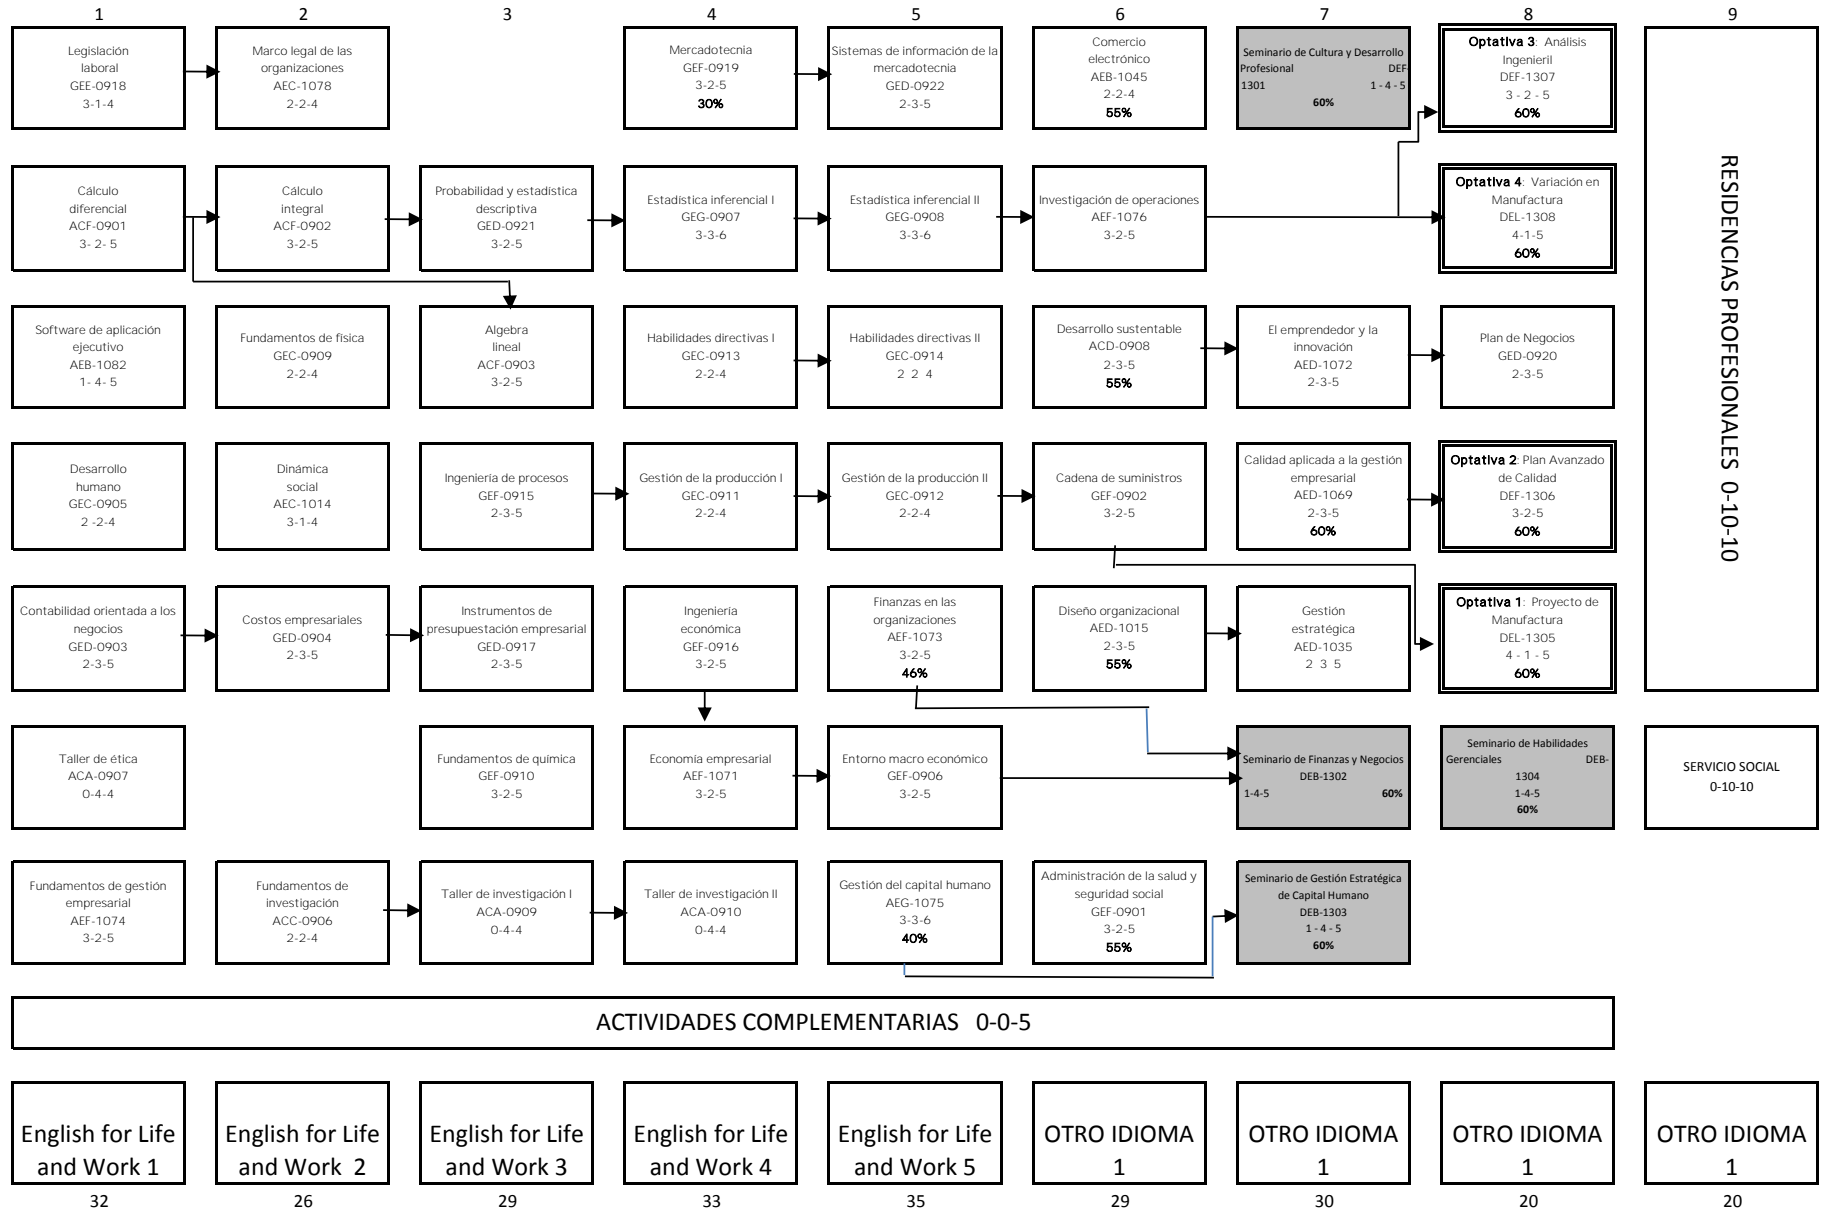 1
2
3
4
5
6
7
8
9
Legislación
laboral
GEE-0918
3-1-4
Marco legal de las
organizaciones
AEC-1078
2-2-4
Mercadotecnia
GEF-0919
3-2-5
30%
Sistemas de información de la
mercadotecnia
GED-0922
2-3-5
Comercio
electrónico
AEB-1045
2-2-4
55%
Seminario de Cultura y Desarrollo
Profesional DEF-
1301 1 - 4 - 5
60%
Optativa 3: Análisis
Ingenieril
DEF-1307
3 - 2 - 5
60%
RESIDENCIAS PROFESIONALES 0-10-10
Cálculo
diferencial
ACF-0901
3- 2- 5
Cálculo
integral
ACF-0902
3-2-5
Probabilidad y estadística
descriptiva
GED-0921
3-2-5
Estadística inferencial I
GEG-0907
3-3-6
Estadística inferencial II
GEG-0908
3-3-6
Investigación de operaciones
AEF-1076
3-2-5
Optativa 4: Variación en
Manufactura
DEL-1308
4-1-5
60%
Software de aplicación
ejecutivo
AEB-1082
1- 4- 5
Fundamentos de física
GEC-0909
2-2-4
Algebra
lineal
ACF-0903
3-2-5
Habilidades directivas I
GEC-0913
2-2-4
Habilidades directivas II
GEC-0914
2 2 4
Desarrollo sustentable
ACD-0908
2-3-5
55%
El emprendedor y la
innovación
AED-1072
2-3-5
Plan de Negocios
GED-0920
2-3-5
Desarrollo
humano
GEC-0905
2 -2-4
Dinámica
social
AEC-1014
3-1-4
Ingeniería de procesos
GEF-0915
2-3-5
Gestión de la producción I
GEC-0911
2-2-4
Gestión de la producción II
GEC-0912
2-2-4
Cadena de suministros
GEF-0902
3-2-5
Calidad aplicada a la gestión
empresarial
AED-1069
2-3-5
60%
Optativa 2: Plan Avanzado
de Calidad
DEF-1306
3-2-5
60%
Contabilidad orientada a los
negocios
GED-0903
2-3-5
Costos empresariales
GED-0904
2-3-5
Instrumentos de
presupuestación empresarial
GED-0917
2-3-5
Ingeniería
económica
GEF-0916
3-2-5
Finanzas en las
organizaciones
AEF-1073
3-2-5
46%
Diseño organizacional
AED-1015
2-3-5
55%
Gestión
estratégica
AED-1035
2 3 5
Optativa 1: Proyecto de
Manufactura
DEL-1305
4 - 1 - 5
60%
Taller de ética
ACA-0907
0-4-4
Fundamentos de química
GEF-0910
3-2-5
Economía empresarial
AEF-1071
3-2-5
Entorno macro económico
GEF-0906
3-2-5
Seminario de Finanzas y Negocios
DEB-1302
1-4-5 60%
Seminario de Habilidades
Gerenciales DEB-
1304
1-4-5
60%
SERVICIO SOCIAL
0-10-10
Fundamentos de gestión
empresarial
AEF-1074
3-2-5
Fundamentos de
investigación
ACC-0906
2-2-4
Taller de investigación I
ACA-0909
0-4-4
Taller de investigación II
ACA-0910
0-4-4
Gestión del capital humano
AEG-1075
3-3-6
40%
Administración de la salud y
seguridad social
GEF-0901
3-2-5
55%
Seminario de Gestión Estratégica
de Capital Humano
DEB-1303
1 - 4 - 5
60%
ACTIVIDADES COMPLEMENTARIAS 0-0-5
English for Life
and Work 1
English for Life
and Work 2
English for Life
and Work 3
English for Life
and Work 4
English for Life
and Work 5
OTRO IDIOMA
1
OTRO IDIOMA
1
OTRO IDIOMA
1
OTRO IDIOMA
1
32
26
29
33
35
29
30
20
20